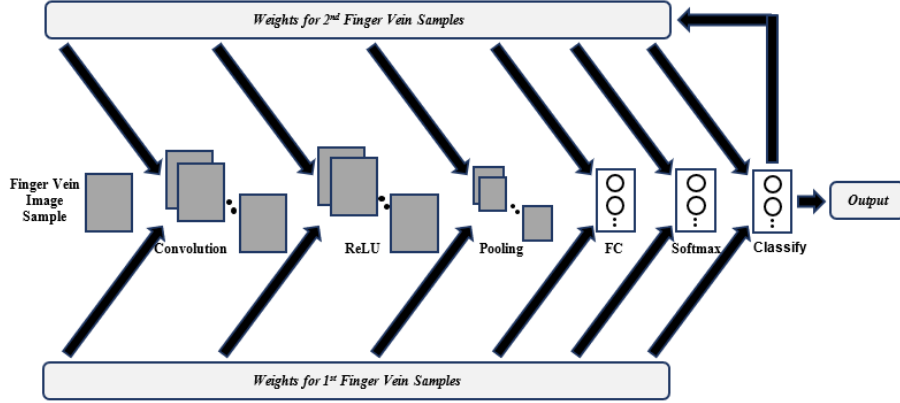 Weights for 2nd Finger Vein Samples
Finger Vein
Image
Sample
Convolution
ReLU
Pooling
FC
Softmax
Classify
Output
Weights for 1st Finger Vein Samples